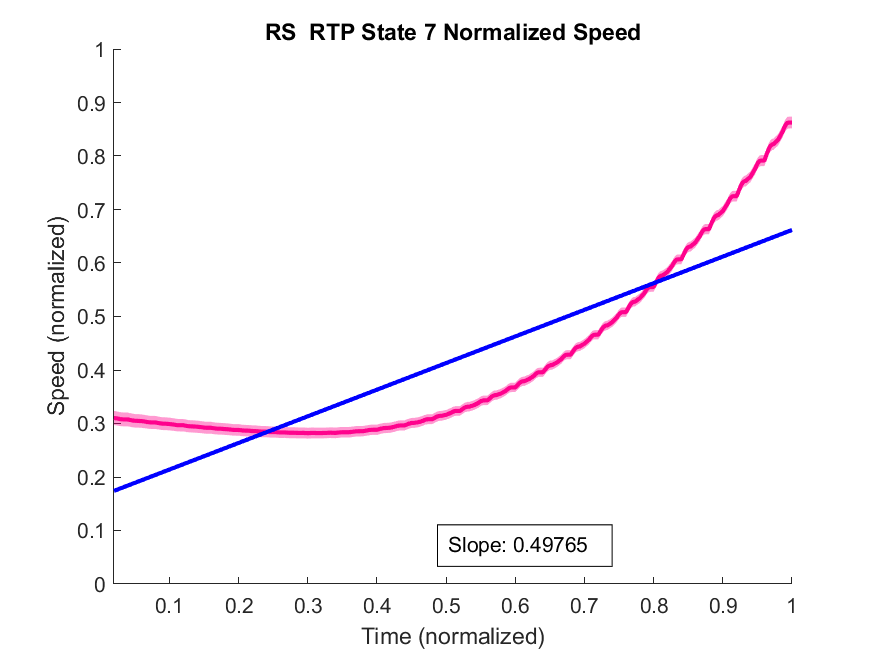 RS  RTP State 7 Normalized Speed
1
0.9
0.8
0.7
0.6
0.5
0.4
0.3
0.2
0.1
0
Speed (normalized)
Slope: 0.49765
0.1 0.2 0.3 0.4 0.5 0.6 0.7 0.8 0.9 1
Time (normalized)